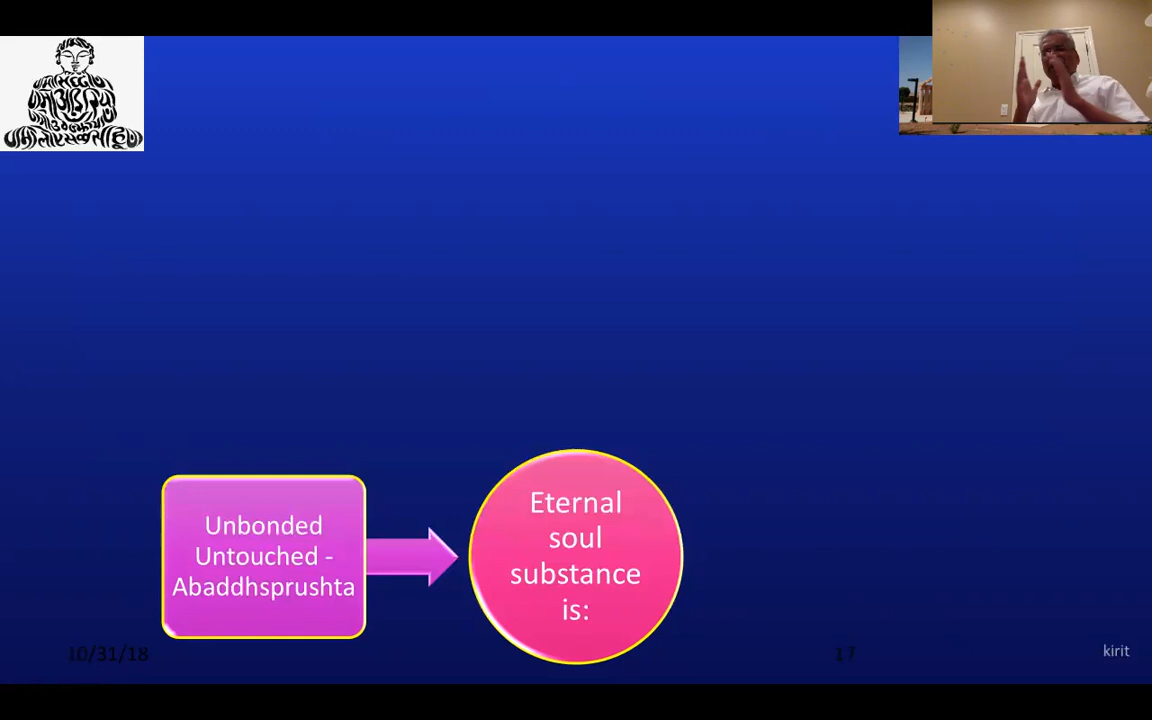 Unbonded
Untouched -
Abaddhsprushta
Eternal
soul
substance
is:
10/31/18
17
kirit